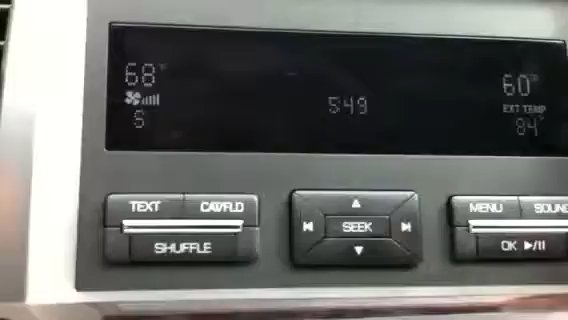 68°F
60°F
549
EXT TEMP
S
84°
TEXT
CAT/FLD
SEEK
MENU
SOUND
SHUFFLE
OK ▶/II